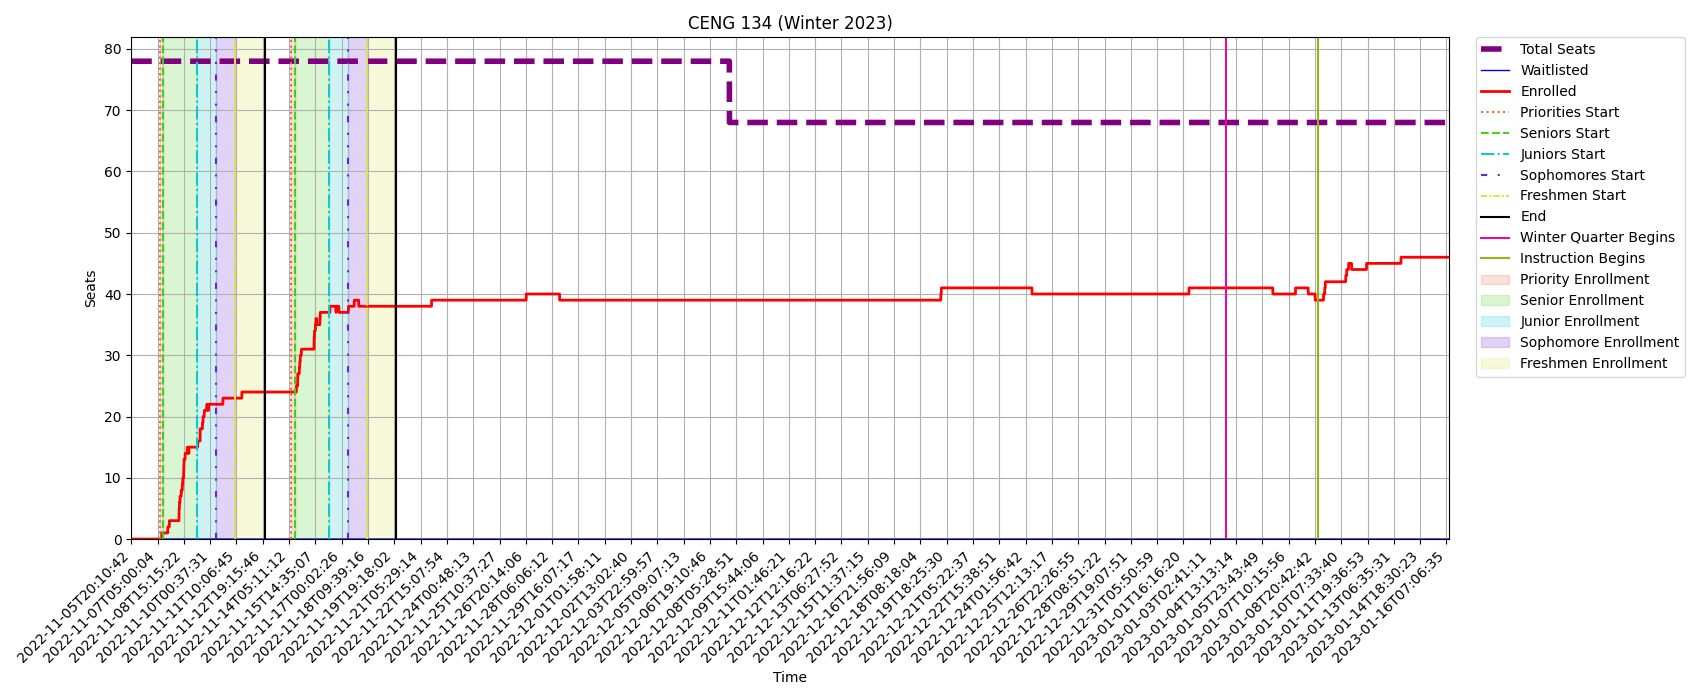 CENG 134 (Winter 2023)
80
70
60
50
40
30
20
10
0
Seats
2022-11-05T20:10:42
2022-11-07T05:00:04
2022-11-08T15:15:22
2022-11-10T00:37:31
2022-11-11T10:06:45
2022-11-12T19:15:46
2022-11-14T05:11:12
2022-11-15T14:35:07
2022-11-17T00:02:26
2022-11-18T09:39:16
2022-11-19T19:18:02
2022-11-21T05:29:14
2022-11-22T15:07:54
2022-11-24T00:48:13
2022-11-25T10:37:27
2022-11-26T20:14:06
2022-11-28T06:06:12
2022-11-29T16:07:17
2022-12-01T01:58:11
2022-12-02T13:02:40
2022-12-03T22:59:57
2022-12-05T09:07:13
2022-12-06T19:10:46
2022-12-08T05:28:51
2022-12-09T15:44:06
2022-12-11T01:46:21
2022-12-12T12:16:22
2022-12-13T06:27:52
2022-12-15T11:37:15
2022-12-16T21:56:09
2022-12-18T08:18:04
2022-12-19T18:25:30
2022-12-21T05:22:37
2022-12-22T15:38:51
2022-12-24T01:56:42
2022-12-25T12:13:17
2022-12-26T22:26:55
2022-12-28T08:51:22
2022-12-29T19:07:51
2022-12-31T05:50:59
2023-01-01T16:16:20
2023-01-03T02:41:11
2023-01-04T13:13:14
2023-01-05T23:43:49
2023-01-07T10:15:56
2023-01-08T20:42:42
2023-01-10T07:33:40
2023-01-11T19:36:53
2023-01-13T06:35:31
2023-01-14T18:30:23
2023-01-16T07:06:35
Time
Total Seats
Waitlisted
Enrolled
Priorities Start
Seniors Start
Juniors Start
Sophomores Start
Freshmen Start
End
Winter Quarter Begins
Instruction Begins
Priority Enrollment
Senior Enrollment
Junior Enrollment
Sophomore Enrollment
Freshmen Enrollment